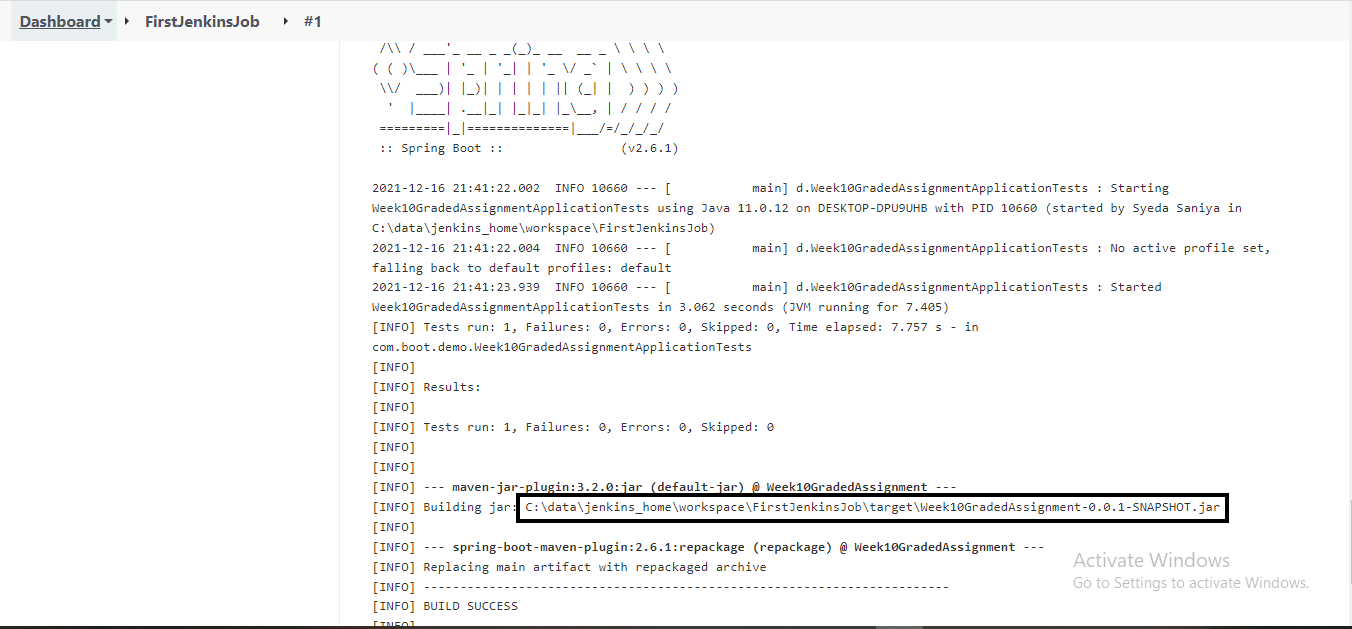 Dashboard FirstJenkinsJob #1
/\\ / ___'_ __ _ _(_)_ __  __ _ \ \ \ \
( ( )\___ | '_ | '_| | '_ \/ _` | \ \ \ \
\\/  ___)| |_)| | | | | || (_| |  ) ) ) )
'  |____| .__|_| |_|_| |_\__, | / / / /
=========|_|==============|___/=/_/_/_/
:: Spring Boot ::                (v2.6.1)
2021-12-16 21:41:22.002  INFO 10660 --- [           main] d.Week10GradedAssignmentApplicationTests : Starting
Week10GradedAssignmentApplicationTests using Java 11.0.12 on DESKTOP-DPU9UHB with PID 10660 (started by Syeda Saniya in
C:\data\jenkins_home\workspace\FirstJenkinsJob)
2021-12-16 21:41:22.004  INFO 10660 --- [           main] d.Week10GradedAssignmentApplicationTests : No active profile set,
falling back to default profiles: default
2021-12-16 21:41:23.939  INFO 10660 --- [           main] d.Week10GradedAssignmentApplicationTests : Started
Week10GradedAssignmentApplicationTests in 3.062 seconds (JVM running for 7.405)
[INFO] Tests run: 1, Failures: 0, Errors: 0, Skipped: 0, Time elapsed: 7.757 s - in
com.boot.demo.Week10GradedAssignmentApplicationTests
[INFO]
[INFO] Results:
[INFO]
[INFO] Tests run: 1, Failures: 0, Errors: 0, Skipped: 0
[INFO]
[INFO]
[INFO] --- maven-jar-plugin:3.2.0:jar (default-jar) @ Week10GradedAssignment ---
[INFO] Building jar: C:\data\jenkins_home\workspace\FirstJenkinsJob\target\Week10GradedAssignment-0.0.1-SNAPSHOT.jar
[INFO]
[INFO] --- spring-boot-maven-plugin:2.6.1:repackage (repackage) @ Week10GradedAssignment ---
[INFO] Replacing main artifact with repackaged archive
[INFO] ------------------------------------------------------------------------
[INFO] BUILD SUCCESS
[INFO]
Activate Windows
Go to Settings to activate Windows.